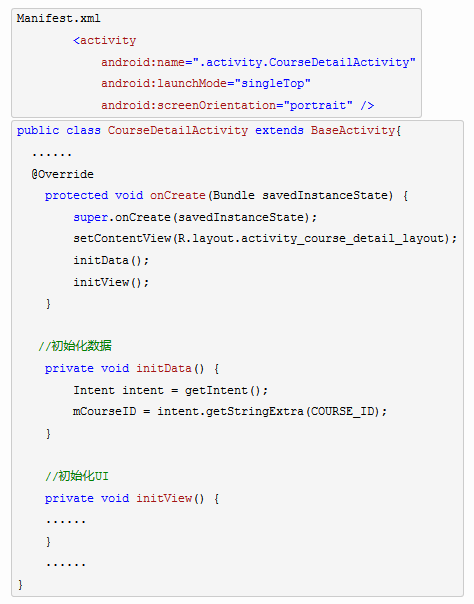 Manifest.xml
<activity
android:name=".activity.CourseDetailActivity"
android:launchMode="singleTop"
android:screenOrientation="portrait" />
public class CourseDetailActivity extends BaseActivity{
......
@Override
protected void onCreate(Bundle savedInstanceState) {
super.onCreate(savedInstanceState);
setContentView(R.layout.activity_course_detail_layout);
initData();
initView();
}
//初始化数据
private void initData() {
Intent intent = getIntent();
mCourseID = intent.getStringExtra(COURSE_ID);
}
//初始化UI
private void initView() {
......
}
......
}